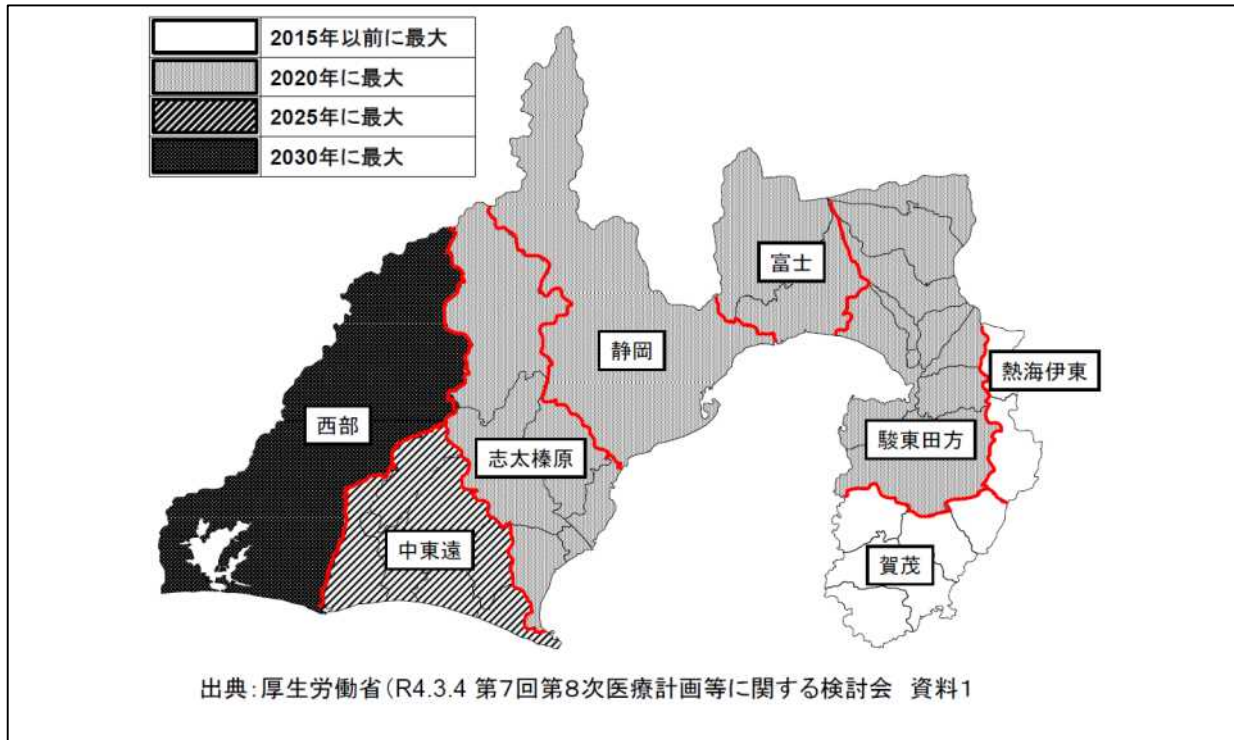 2015年以前に最大
2020年に最大
2025年に最大
2030年に最大
富士
静岡
熱海伊東
西部
駿東田方
志太榛原
中東遠
賀茂
出典：厚生労働省（R4.3.4 第7回第8次医療計画等に関する検討会　資料1